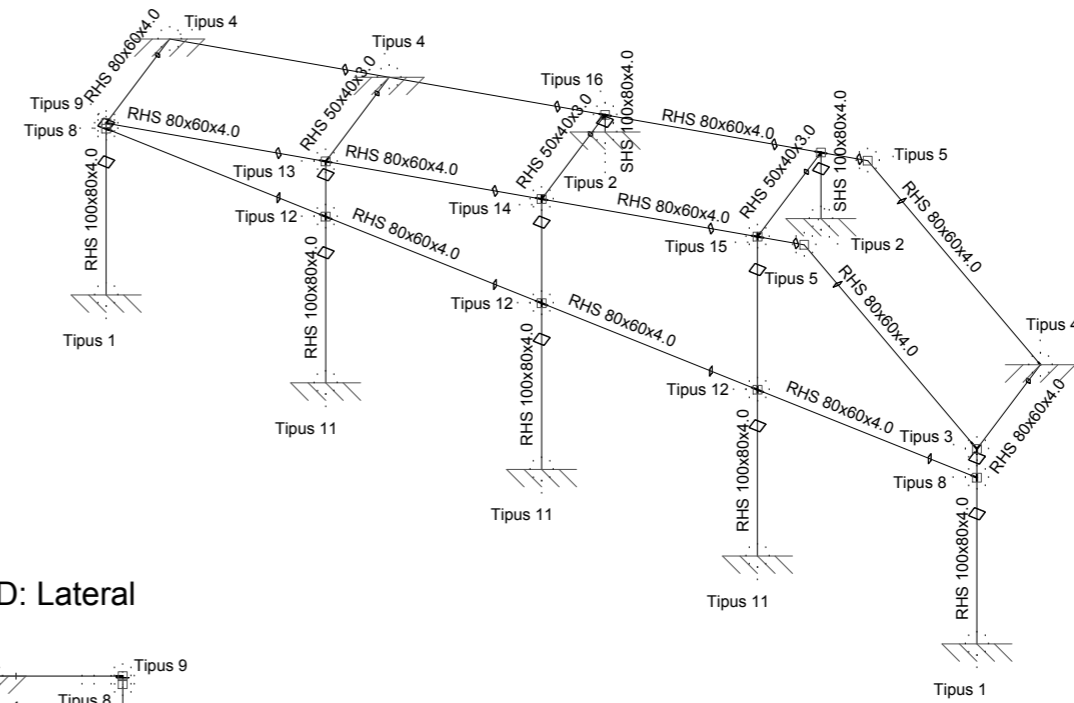 Tipus 4
RHS 80x60x4.0
Tipus 4
RHS 50x40x3.0
Tipus 16
SHS 100x80x4.0
RHS 80x60x4.0
SHS 100x80x4.0
Tipus 9
Tipus 8
RHS 80x60x4.0
RHS 50x40x3.0
RHS 50x40x3.0
Tipus 5
Tipus 13
RHS 80x60x4.0
Tipus 2
RHS 80x60x4.0
RHS 100x80x4.0
Tipus 12
RHS 80x60x4.0
Tipus 14
RHS 80x60x4.0
Tipus 15
Tipus 2
Tipus 5
RHS 80x60x4.0
RHS 100x80x4.0
Tipus 12
RHS 80x60x4.0
Tipus 4
Tipus 1
RHS 100x80x4.0
Tipus 12
RHS 80x60x4.0
RHS 80x60x4.0
Tipus 3
Tipus 11
RHS 100x80x4.0
Tipus 8
Tipus 11
RHS 100x80x4.0
Tipus 11
Tipus 1
D: Lateral
Tipus 9
Tipus 8